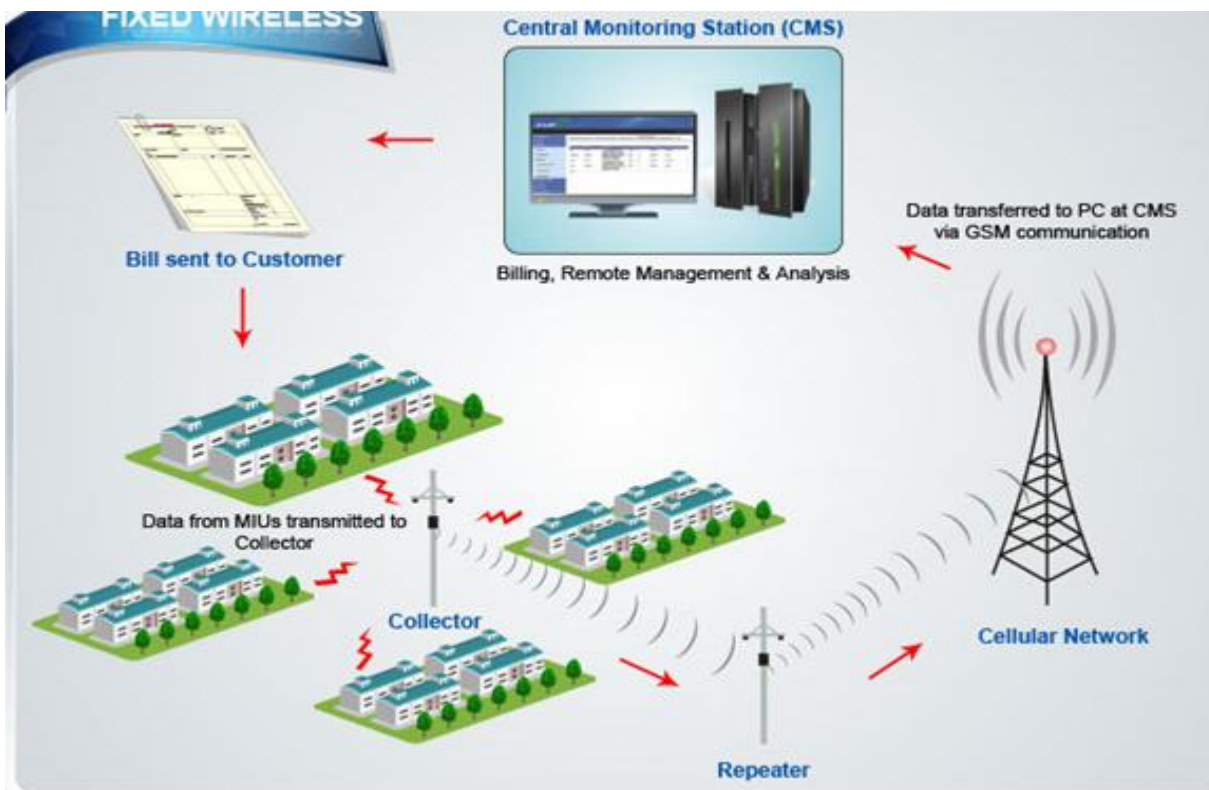 FIXED WIRELESS
Central Monitoring Station (CMS)
Data transferred to PC at CMS
via GSM communication
Bill sent to Customer
Billing, Remote Management & Analysis
Data from MIUs transmitted to
Collector
Collector
Cellular Network
Repeater